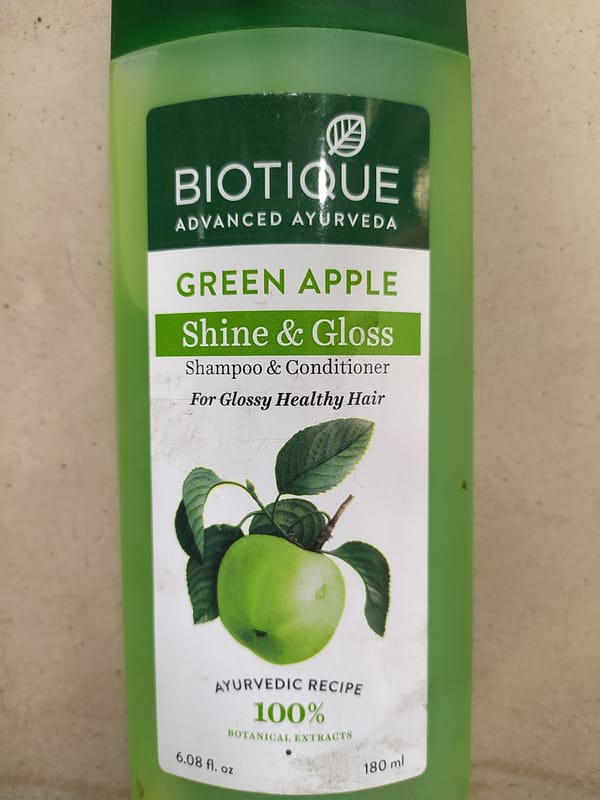 BIOTIQUE
ADVANCED AYURVEDA
GREEN APPLE
Shine & Gloss
Shampoo & Conditioner
For Glossy Healthy Hair
AYURVEDIC RECIPE
100%
BOTANICAL EXTRACTS
6.08 fl. oz 180 ml